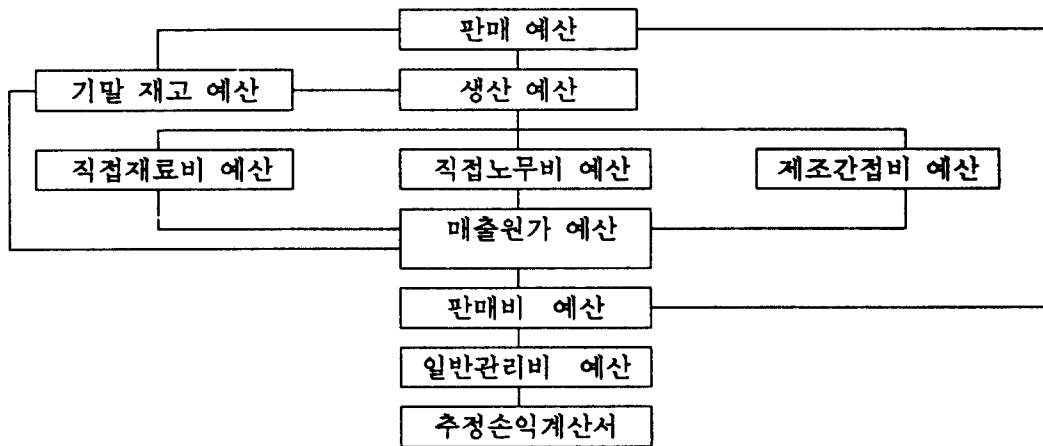 판매 예산
기말 재고 예산
생산 예산
직접재료비 예산
직접노무비 예산
제조간접비 예산
매출원가 예산
판매비 예산
일반관리비 예산
추정손익계산서